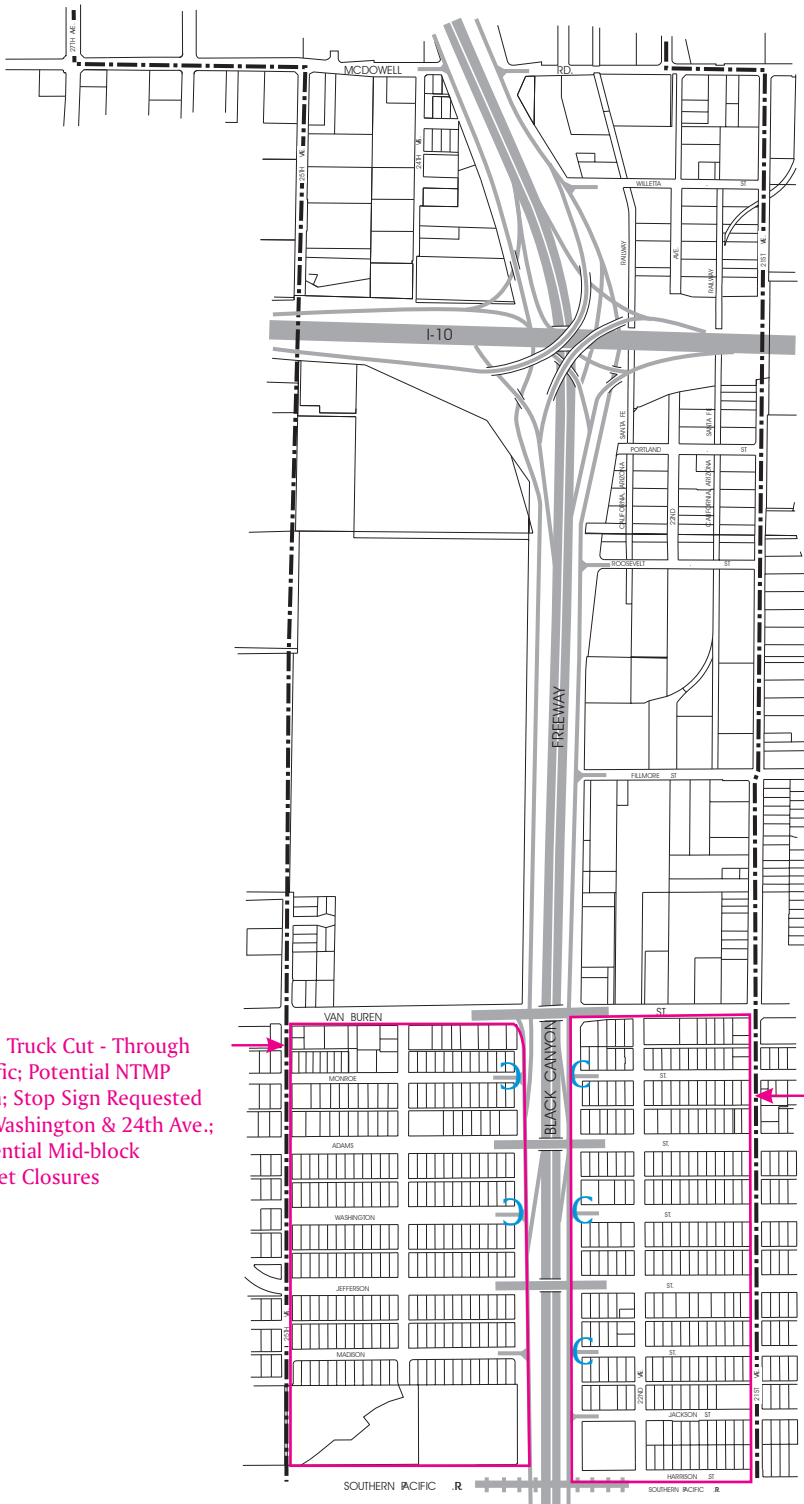 27TH AVE.
MCDOWELL RD.
25TH AVE.
24TH AVE.
WILLETTA ST
RAILWAY
AVE.
RAILWAY
21ST AVE.
I-10
SANTA FE
SANTA FE
PORTLAND ST
CALIFORNIA, ARIZONA
22ND
CALIFORNIA, ARIZONA
ROOSEVELT ST
FREEWAY
FILLMORE ST
VAN BUREN ST.
BLACK CANYON
Truck Cut - Through
fic; Potential NTMP
; Stop Sign Requested
Washington & 24th Ave.;
ential Mid-block
et Closures
MONROE ST.
C C
ADAMS ST.
WASHINGTON ST.
C C
JEFFERSON ST.
25TH AVE
MADISON ST.
C
22ND AVE
21ST AVE
JACKSON ST
HARRISON ST
SOUTHERN PACIFIC R.R.
SOUTHERN PACIFIC R.R.